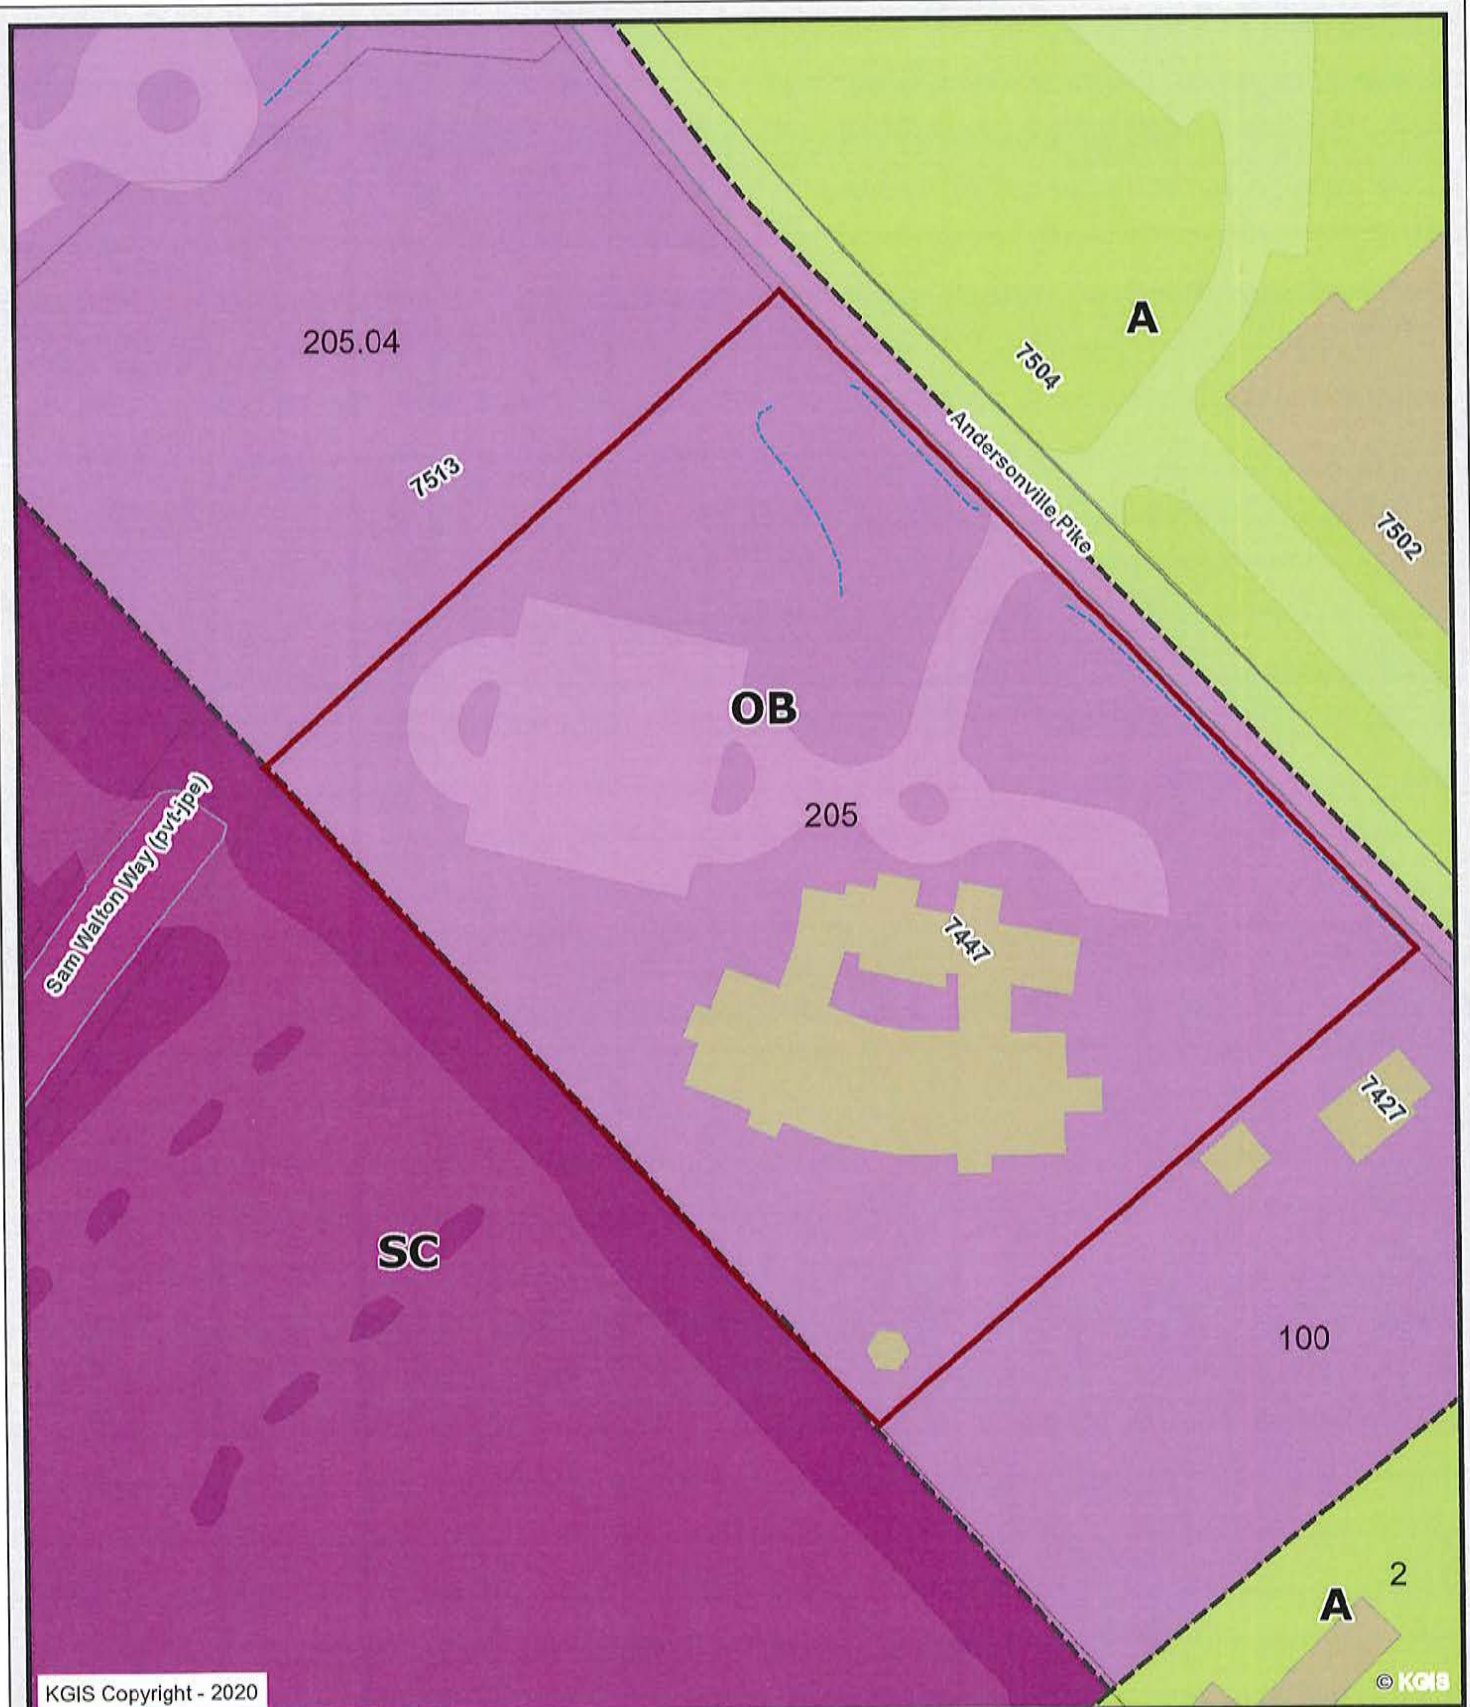 A
7504
205.04
Andersonville Pike
7513
7502
OB
205
Sam Walton Way (pvt-jpe)
7447
7427
SC
100
2
A
KGIS Copyright - 2020
© KGIS